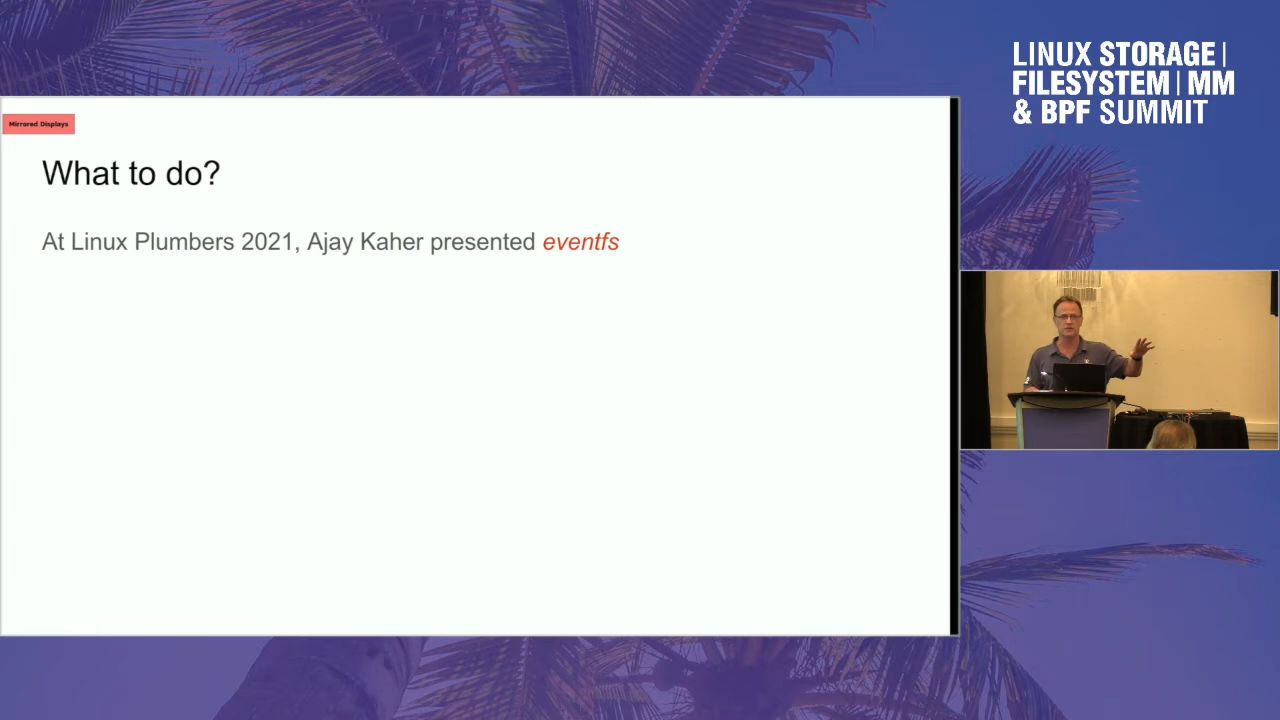 LINUX STORAGE |
FILESYSTEM | MM
& BPF SUMMIT
Mirrored Displays
What to do?
At Linux Plumbers 2021, Ajay Kaher presented eventfs